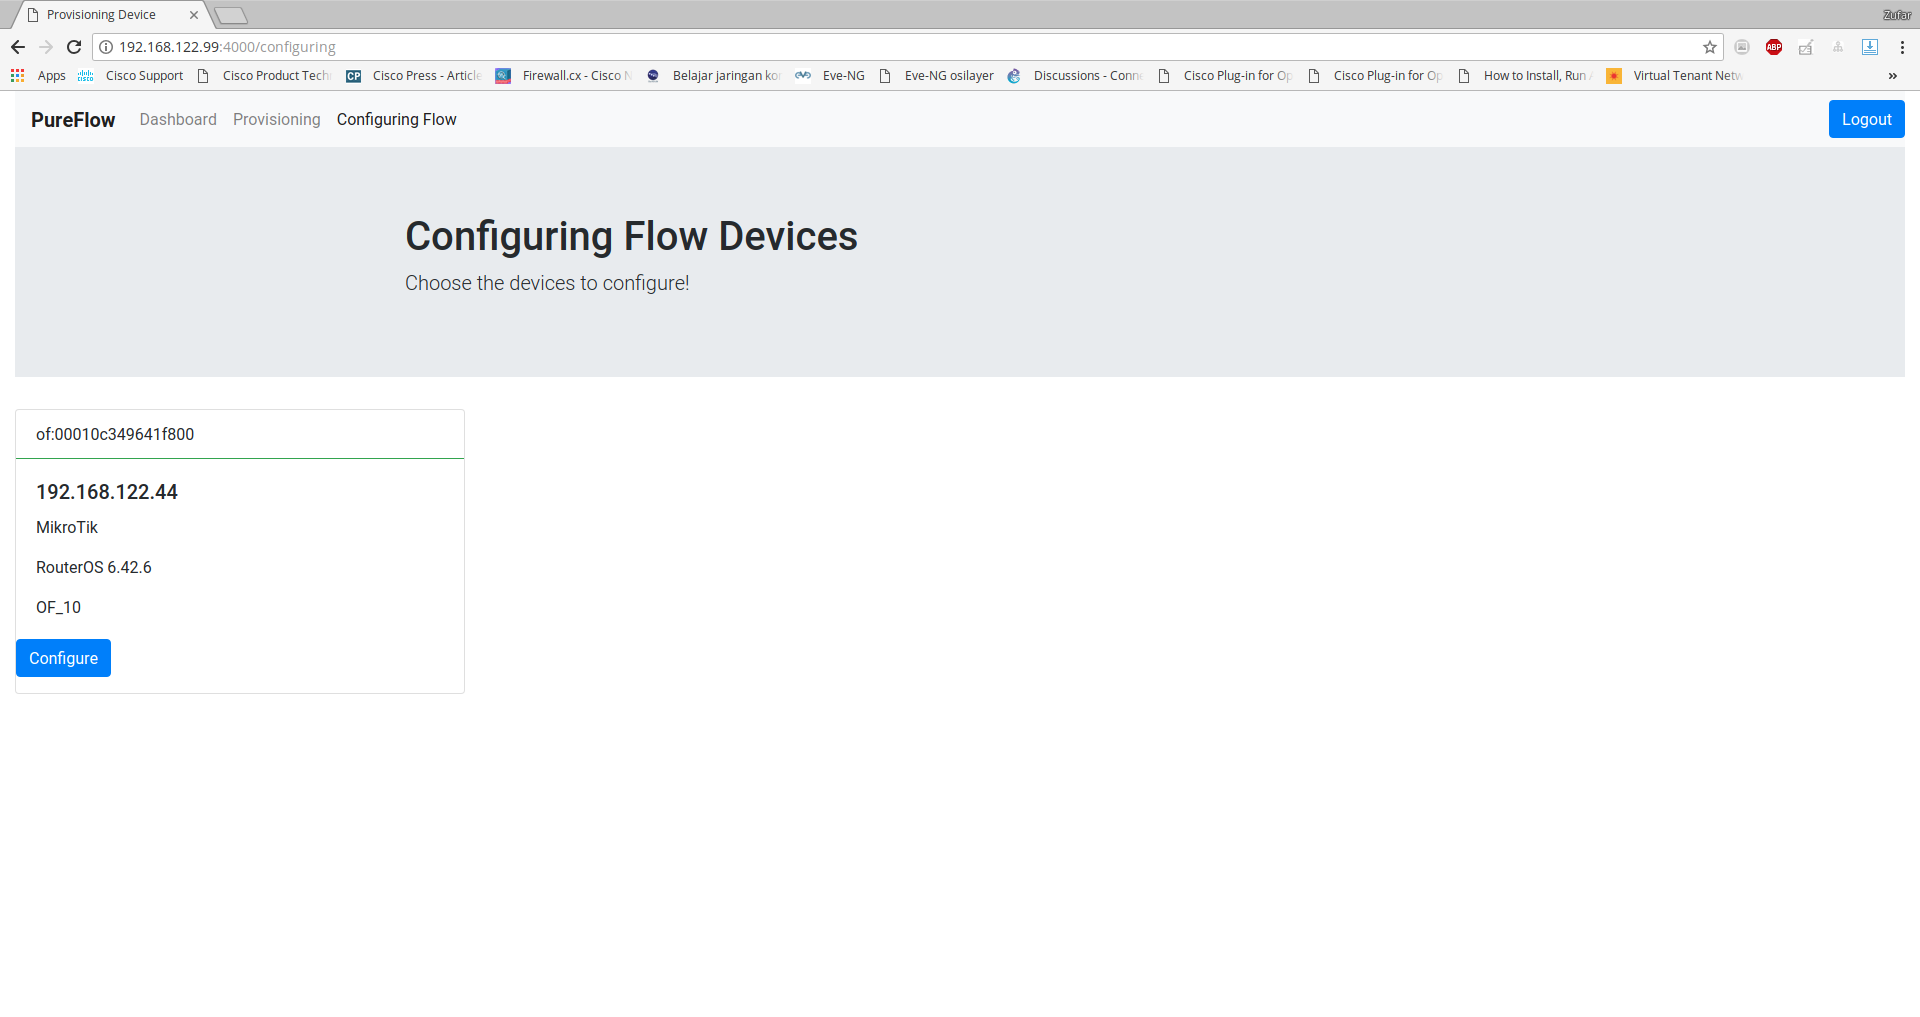 Provisioning Device
Zufar
192.168.122.99:4000/configuring
ABP
Apps
Cisco Support
Cisco Product Tech
CP Cisco Press - Article
Firewall.cx - Cisco N
Belajar jaringan ko
Eve-NG
Eve-NG osilayer
Discussions - Conn
Cisco Plug-in for Op
Cisco Plug-in for Op
How to Install, Run
Virtual Tenant Netw
»
PureFlow Dashboard Provisioning Configuring Flow Logout
Configuring Flow Devices
Choose the devices to configure!
of:00010c349641f800
192.168.122.44
MikroTik
RouterOS 6.42.6
OF_10
Configure